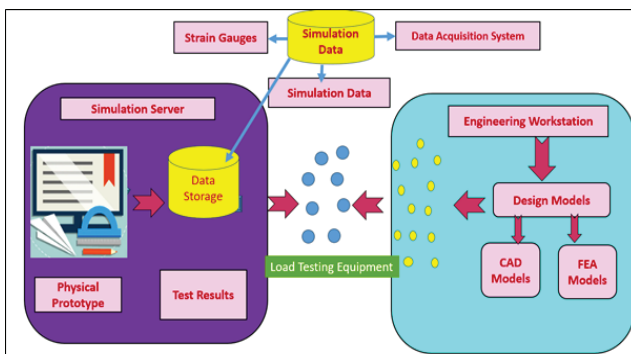 Strain Gauges
Simulation
Data
Data Acquisition System
Simulation Data
Simulation Server
Data
Storage
Physical
Prototype
Test Results
Load Testing Equipment
Engineering Workstation
Design Models
CAD
Models
FEA
Models